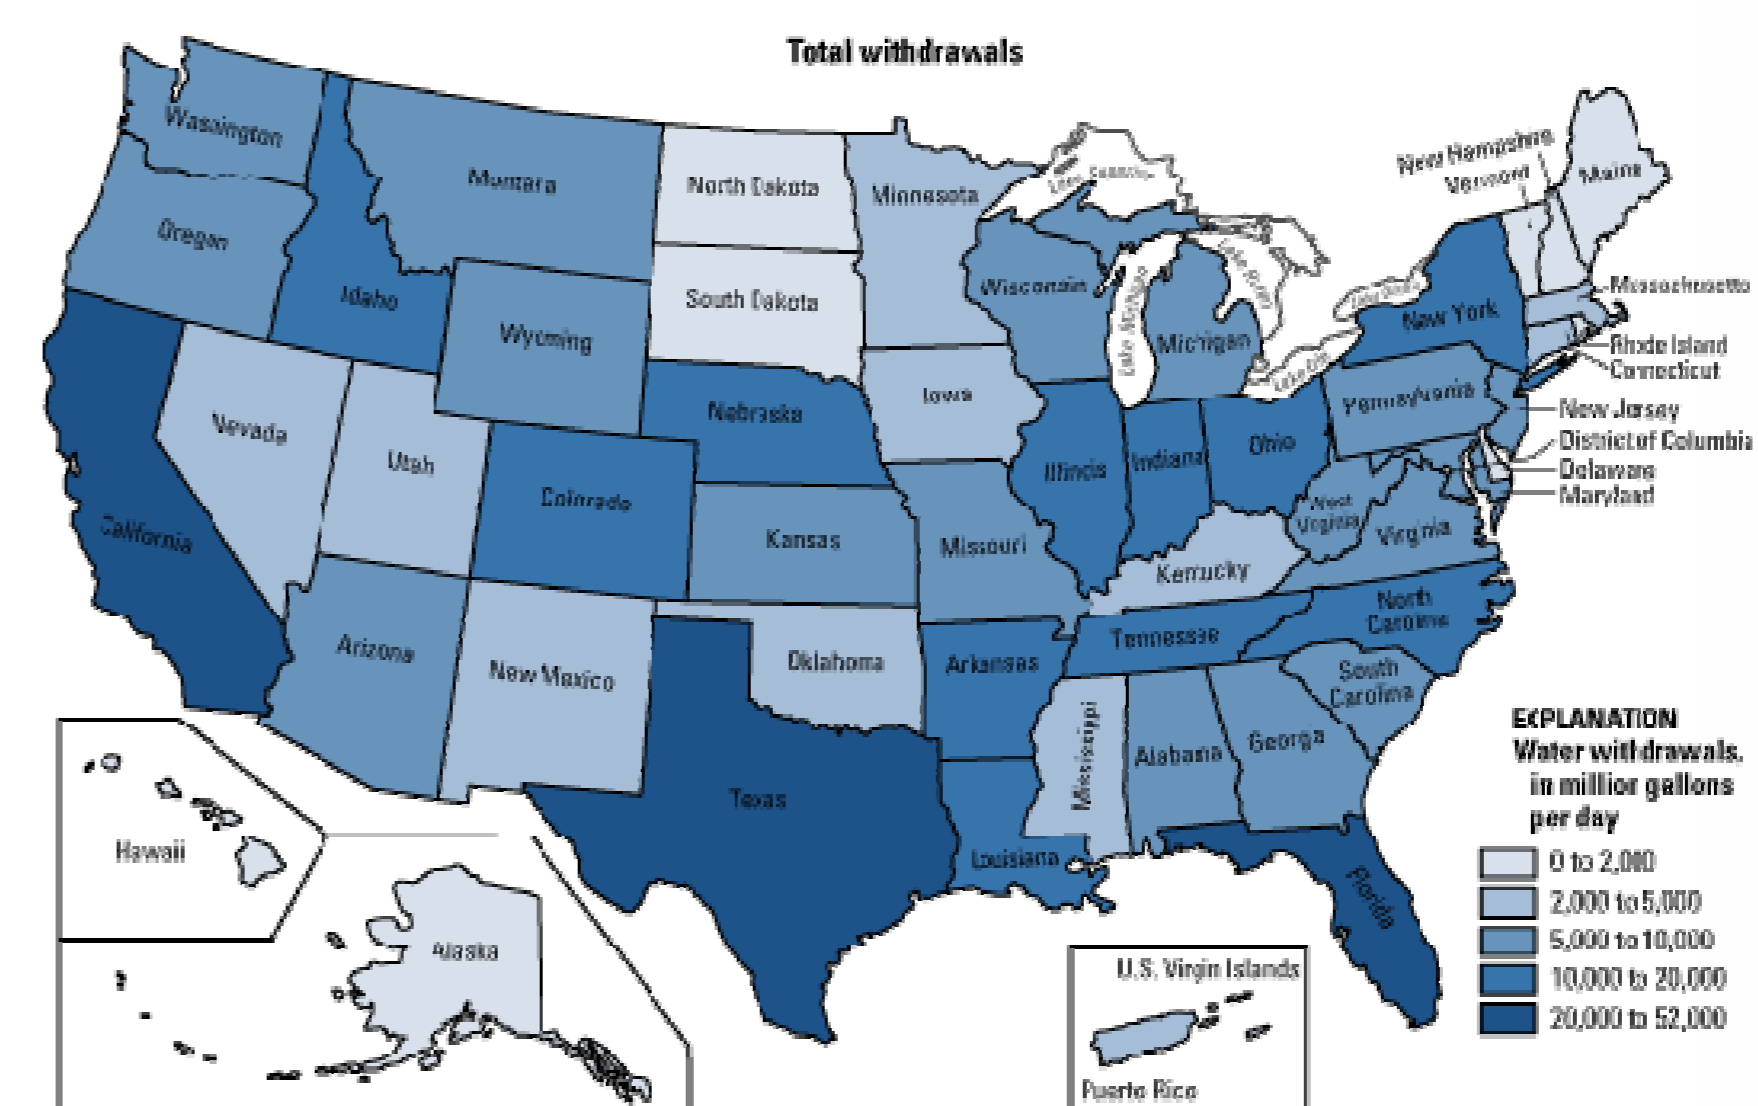 Total withdrawals
Washington
Montana
North Dakota
Minnesota
New Hampshire
Vermont
Maine
Oregon
Idaho
Wyoming
South Dakota
Wisconsin
Lake Michigan
Michigan
New York
Massachusetts
Rhode Island
Connecticut
Nebraska
Iowa
Pennsylvania
New Jersey
Nevada
Utah
Colorado
Illinois
Indiana
Ohio
District of Columbia
Delaware
Maryland
California
Kansas
Missouri
West
Virginia
Virginia
Kentucky
Arizona
New Mexico
Oklahoma
Arkansas
Tennessee
North
Carolina
South
Carolina
Texas
Mississippi
Alabama
Georgia
Louisiana
Florida
Hawaii
Alaska
U.S. Virgin Islands
Puerto Rico
EXPLANATION
Water withdrawals,
in million gallons
per day
0 to 2,000
2,000 to 5,000
5,000 to 10,000
10,000 to 20,000
20,000 to 52,000